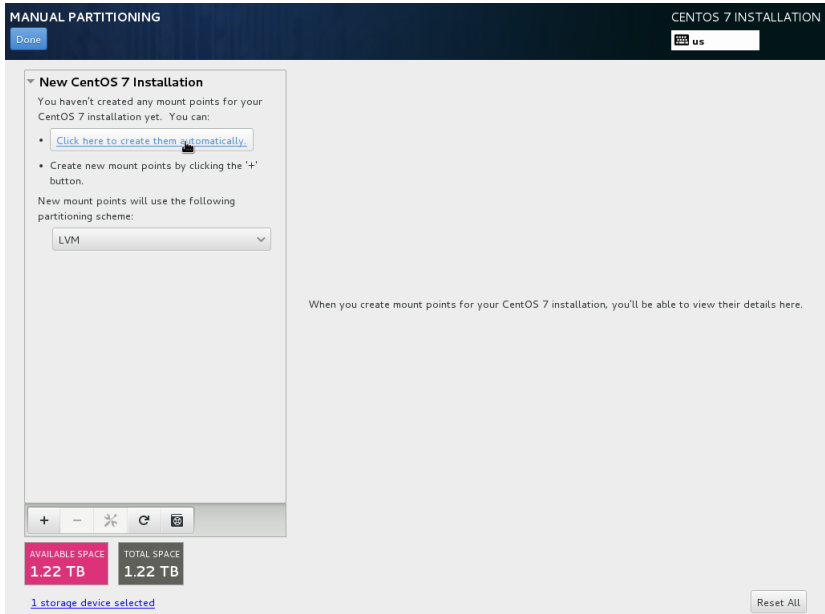 MANUAL PARTITIONING
CENTOS 7 INSTALLATION
Done
us
New CentOS 7 Installation
You haven't created any mount points for your
CentOS 7 installation yet. You can:
• Click here to create them automatically.
• Create new mount points by clicking the '+'
button.
New mount points will use the following
partitioning scheme:
LVM
When you create mount points for your CentOS 7 installation, you'll be able to view their details here.
+ −
AVAILABLE SPACE
1.22 TB
TOTAL SPACE
1.22 TB
1 storage device selected
Reset All